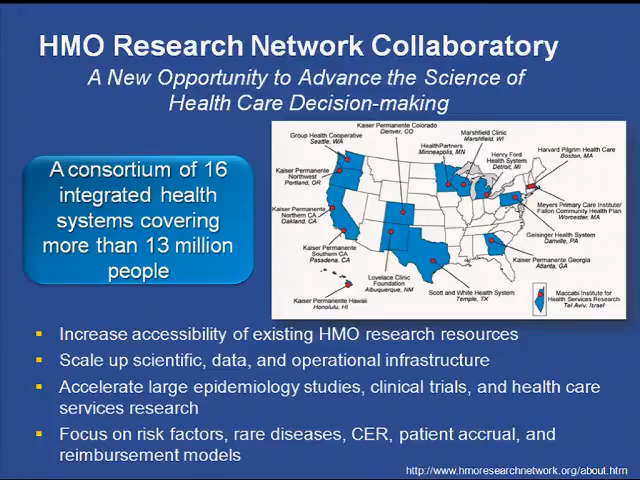 HMO Research Network Collaboratory
A New Opportunity to Advance the Science of
Health Care Decision-making
A consortium of 16
integrated health
systems covering
more than 13 million
people
Kaiser Permanente Colorado
Denver, CO
Group Health Cooperative
Seattle, WA
HealthPartners
Minneapolis, MN
Marshfield Clinic
Marshfield, WI
Henry Ford
Health System
Detroit, MI
Harvard Pilgrim Health Care
Boston, MA
Kaiser Permanente
Northwest
Portland, OR
Kaiser Permanente
Northern CA
Oakland, CA
Kaiser Permanente
Southern CA
Pasadena, CA
Kaiser Permanente Hawaii
Honolulu, HI
Lovelace Clinic
Foundation
Albuquerque, NM
Scott and White Health System
Temple, TX
Meyers Primary Care Institute/
Fallon Community Health Plan
Worcester, MA
Geisinger Health System
Danville, PA
Kaiser Permanente Georgia
Atlanta, GA
Maccabi Institute for
Health Services Research
Tel Aviv, Israel
▪ Increase accessibility of existing HMO research resources
▪ Scale up scientific, data, and operational infrastructure
▪ Accelerate large epidemiology studies, clinical trials, and health care
services research
▪ Focus on risk factors, rare diseases, CER, patient accrual, and
reimbursement models
http://www.hmoresearchnetwork.org/about.htm